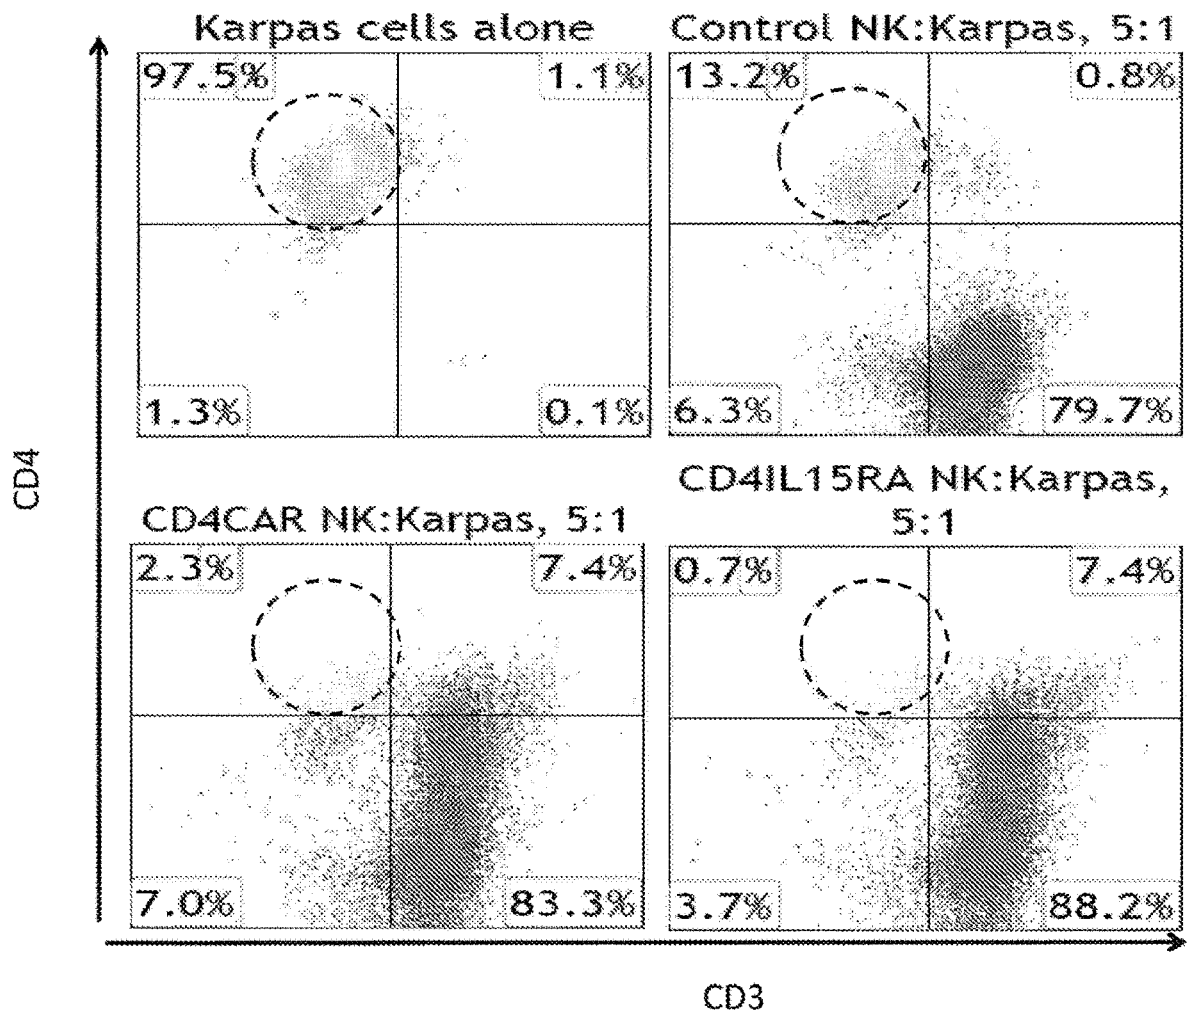 Karpas cells alone
Control NK:Karpas, 5:1
97.5%
1.1%
13.2%
0.8%
1.3%
0.1%
6.3%
79.7%
CD4
CD4CAR NK:Karpas, 5:1
CD4IL15RA NK:Karpas,
5:1
2.3%
7.4%
0.7%
7.4%
7.0%
83.3%
3.7%
88.2%
CD3